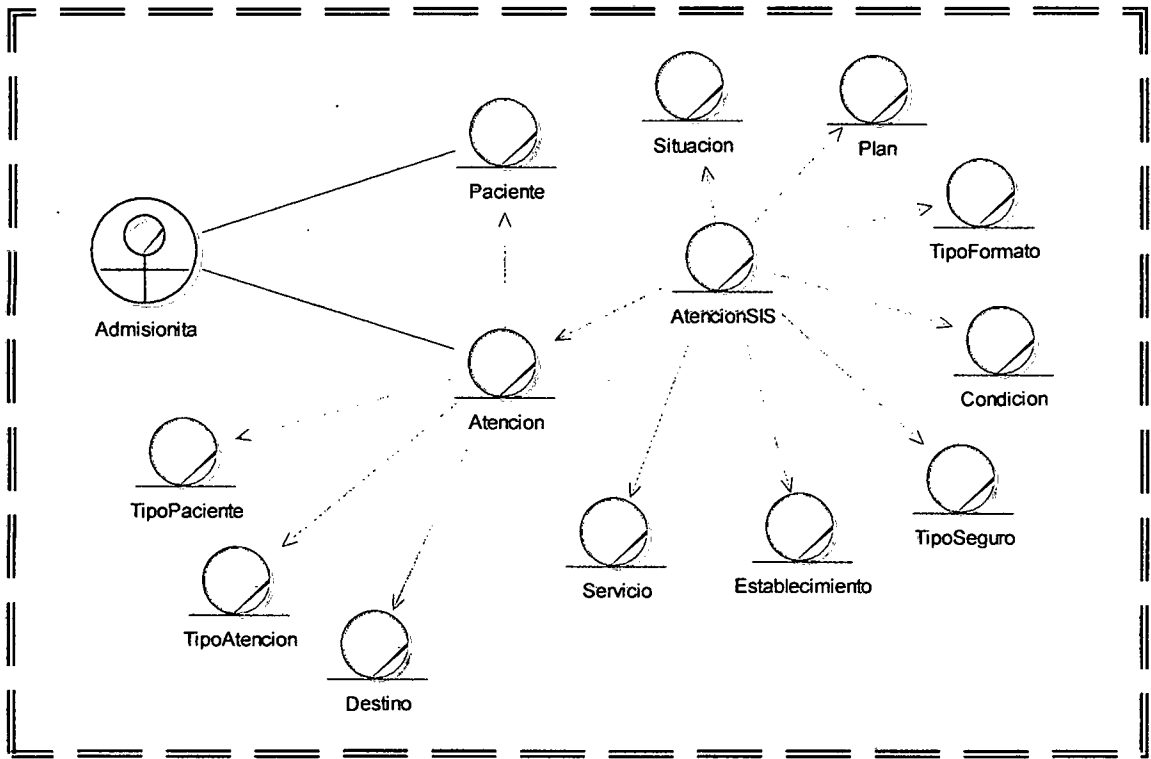 Situacion
Plan
Paciente
TipoFormato
AtencionSIS
Admisionita
Condicion
Atencion
TipoPaciente
TipoSeguro
Servicio
Establecimiento
TipoAtencion
Destino